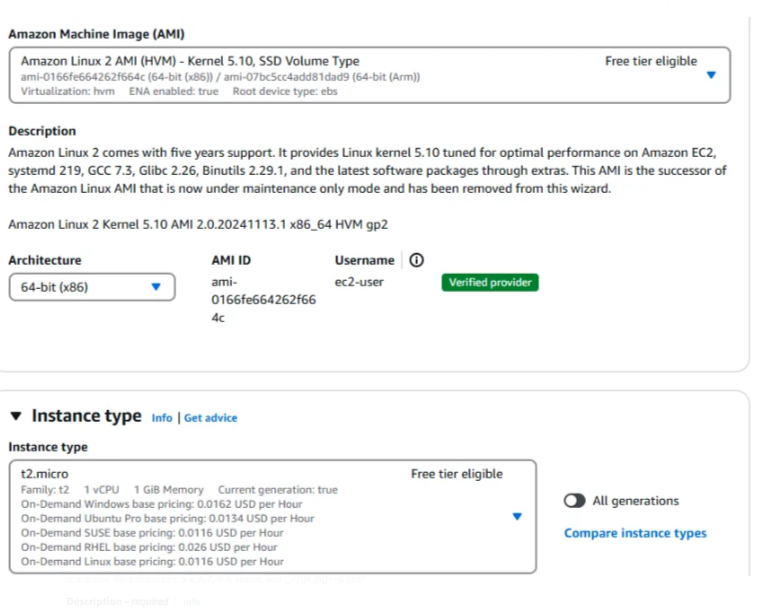 Amazon Machine Image (AMI)
Amazon Linux 2 AMI (HVM) - Kernel 5.10, SSD Volume Type
Free tier eligible
ami-0166fe664262f664c (64-bit (x86)) / ami-07bc5cc4add81dad9 (64-bit (Arm))
Virtualization: hvm ENA enabled: true Root device type: ebs
Description
Amazon Linux 2 comes with five years support. It provides Linux kernel 5.10 tuned for optimal performance on Amazon EC2,
systemd 219, GCC 7.3, Glibc 2.26, Binutils 2.29.1, and the latest software packages through extras. This AMI is the successor of
the Amazon Linux AMI that is now under maintenance only mode and has been removed from this wizard.
Amazon Linux 2 Kernel 5.10 AMI 2.0.20241113.1 x86_64 HVM gp2
Architecture
64-bit (x86)
AMI ID
ami-
0166fe664262f66
4c
Username
ec2-user
Verified provider
Instance type Info | Get advice
Instance type
t2.micro
Free tier eligible
Family: t2 1 vCPU 1 GiB Memory Current generation: true
On-Demand Windows base pricing: 0.0162 USD per Hour
On-Demand Ubuntu Pro base pricing: 0.0134 USD per Hour
On-Demand SUSE base pricing: 0.0116 USD per Hour
On-Demand RHEL base pricing: 0.026 USD per Hour
On-Demand Linux base pricing: 0.0116 USD per Hour
All generations
Compare instance types
Description - required